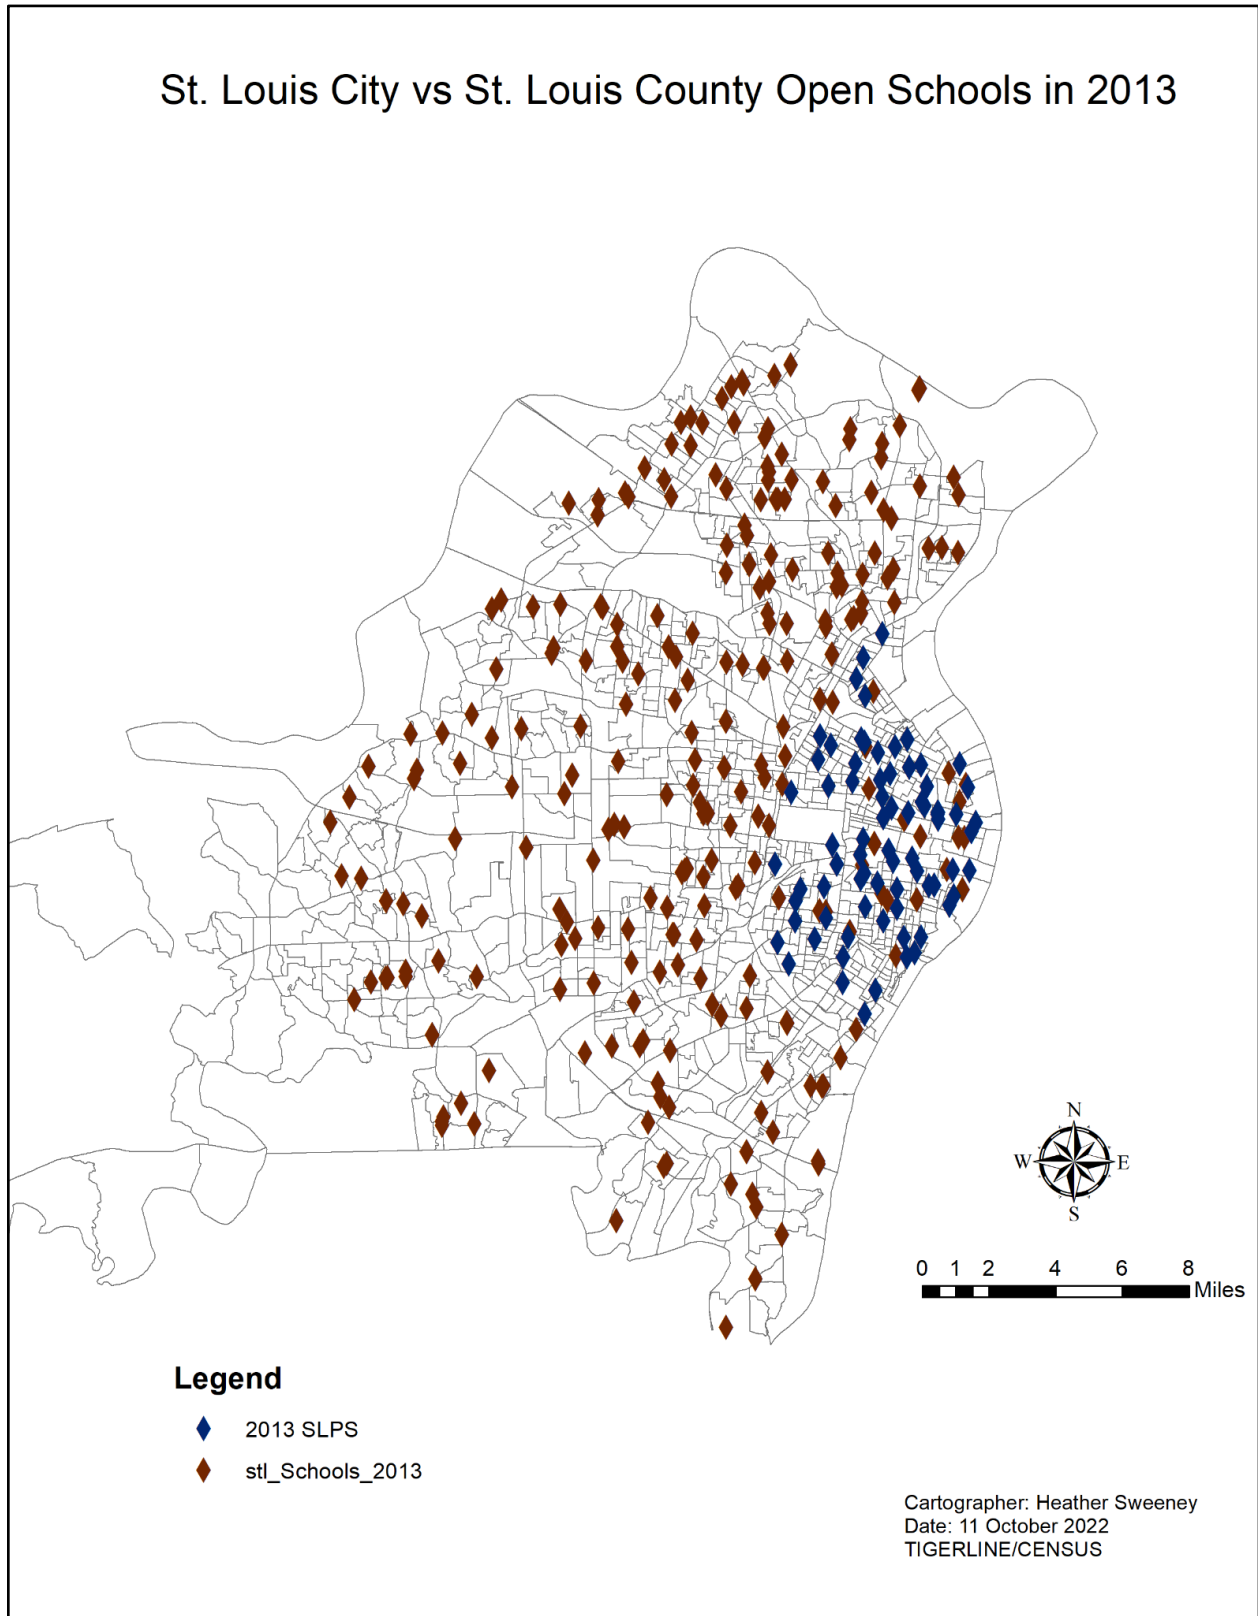 St. Louis City vs St. Louis County Open Schools in 2013
N
W E
S
0 1 2 4 6 8
Miles
Legend
2013 SLPS
stl_Schools_2013
Cartographer: Heather Sweeney
Date: 11 October 2022
TIGERLINE/CENSUS